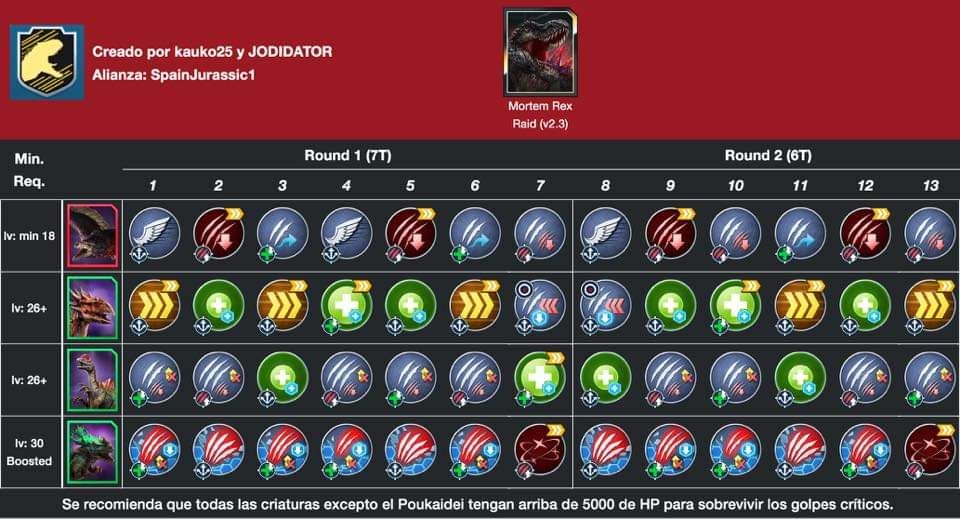 Creado por kauko25 y JODIDATOR
Alianza: SpainJurassic1
Mortem Rex
Raid (v2.3)
Min.
Req.
Round 1 (7T)
Round 2 (6T)
1 2 3 4 5 6 7 8 9 10 11 12 13
lv: min 18
lv: 26+
lv: 26+
lv: 30
Boosted
Se recomienda que todas las criaturas excepto el Poukaidei tengan arriba de 5000 de HP para sobrevivir los golpes críticos.